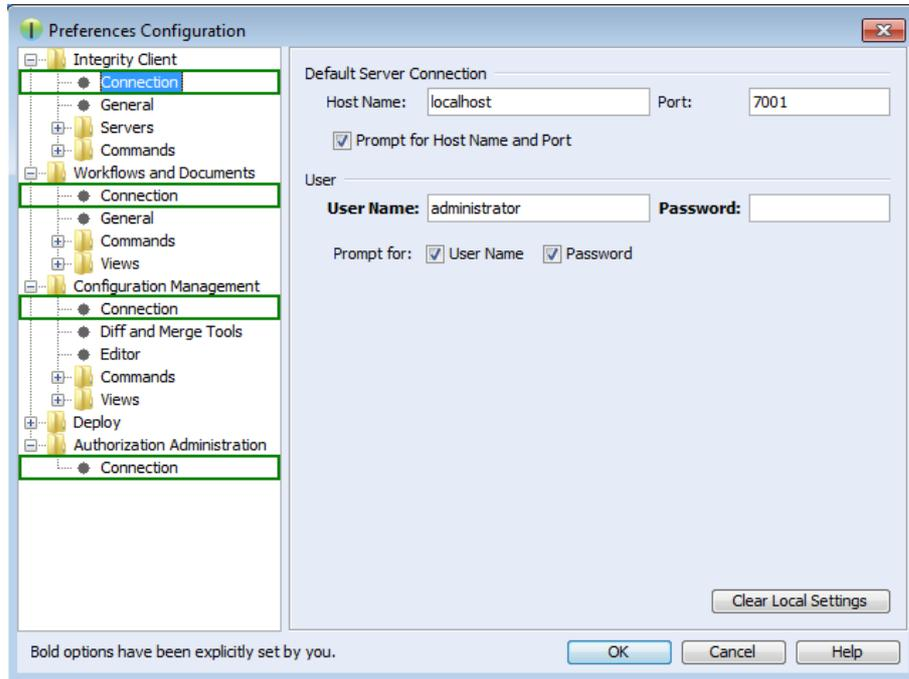 Preferences Configuration
Integrity Client
Connection
General
Servers
Commands
Workflows and Documents
Connection
General
Commands
Views
Configuration Management
Connection
Diff and Merge Tools
Editor
Commands
Views
Deploy
Authorization Administration
Connection
Default Server Connection
Host Name: localhost Port: 7001
Prompt for Host Name and Port
User
User Name: administrator Password:
Prompt for: User Name Password
Clear Local Settings
Bold options have been explicitly set by you. OK Cancel Help